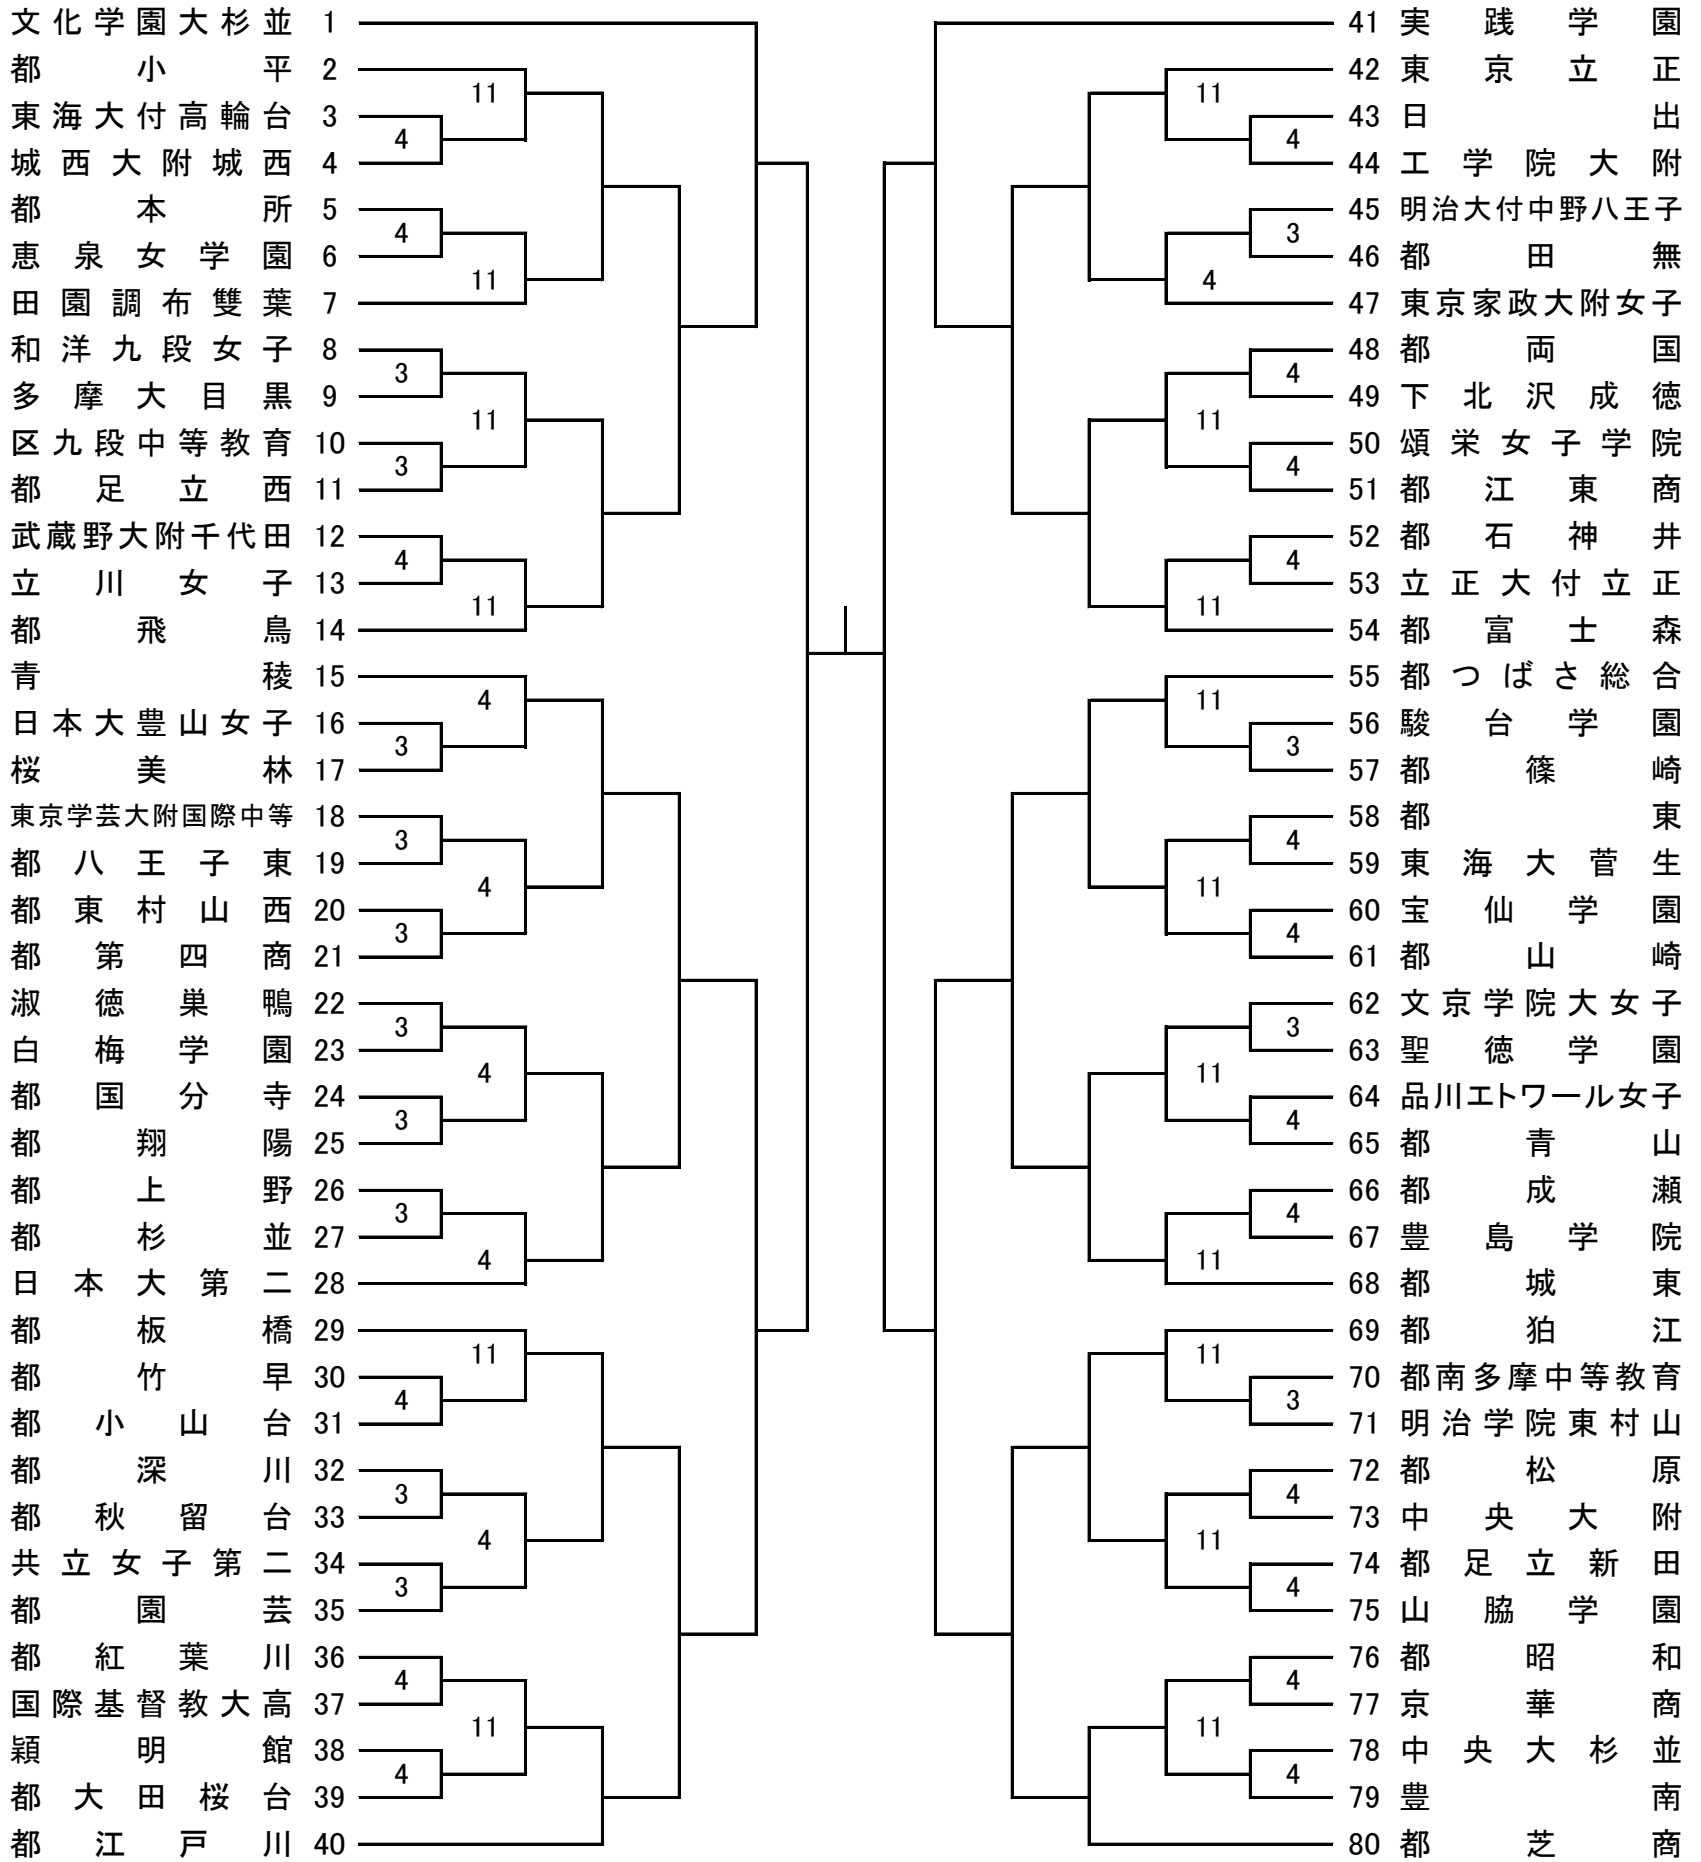 文化学園大杉並 1
都小平 2
11
東海大付高輪台 3
4
城西大附城西 4
都本所 5
4
恵泉女学園 6
11
田園調布雙葉 7
和洋九段女子 8
3
多摩大目黒 9
11
区九段中等教育 10
3
都足立西 11
武蔵野大附千代田 12
4
立川女子 13
11
都飛鳥 14
青稜 15
4
日本大豊山女子 16
3
桜美林 17
東京学芸大附国際中等 18
3
都八王子東 19
4
都東村山西 20
3
都第四商 21
淑徳巣鴨 22
3
白梅学園 23
4
都国分寺 24
3
都翔陽 25
都上野 26
3
都杉並 27
4
日本大第二 28
都板橋 29
11
都竹早 30
4
都小山台 31
都深川 32
3
都秋留台 33
4
共立女子第二 34
3
都園芸 35
都紅葉川 36
4
国際基督教大高 37
11
穎明館 38
4
都大田桜台 39
都江戸川 40
41 実践学園
42 東京立正
11
43 日出
4
44 工学院大附
45 明治大付中野八王子
3
46 都田無
4
47 東京家政大附女子
48 都両国
4
49 下北沢成徳
11
50 頌栄女子学院
4
51 都江東商
52 都石神井
4
53 立正大付立正
11
54 都富士森
55 都つばさ総合
11
56 駿台学園
3
57 都篠崎
58 都東
4
59 東海大菅生
11
60 宝仙学園
4
61 都山崎
62 文京学院大女子
3
63 聖徳学園
11
64 品川エトワール女子
4
65 都青山
66 都成瀬
4
67 豊島学院
11
68 都城東
69 都狛江
11
70 都南多摩中等教育
3
71 明治学院東村山
72 都松原
4
73 中央大附
11
74 都足立新田
4
75 山脇学園
76 都昭和
4
77 京華商
11
78 中央大杉並
4
79 豊南
80 都芝商